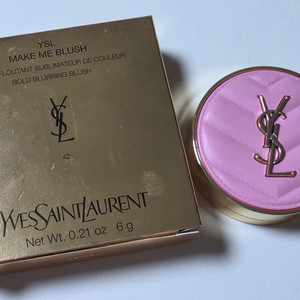 YSL
MAKE ME BLUSH
FLOUTANT SUBLIMATEUR DE COULEUR
BOLD BLURRING BLUSH
YSL
42
YVESSAINTLAURENT
Net Wt. 0.21 oz 6 g
YSL